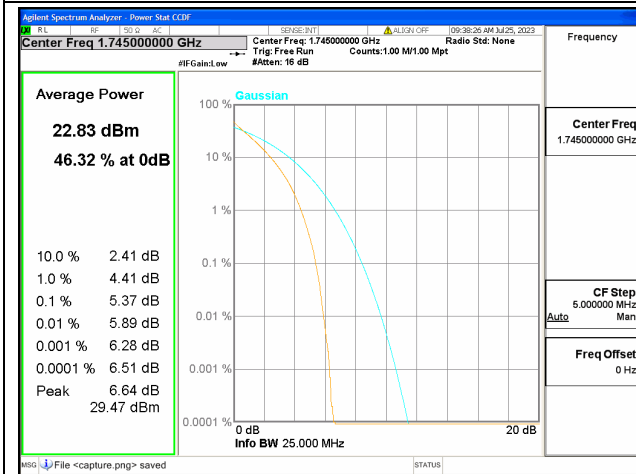 Agilent Spectrum Analyzer - Power Stat CCDF
RL RF 50 Ω AC SENSE:INT ALIGN OFF 09:38:26 AM Jul 25, 2023
Center Freq 1.745000000 GHz
Center Freq: 1.745000000 GHz Radio Std: None
Trig: Free Run Counts:1.00 M/1.00 Mpt
#IFGain:Low #Atten: 16 dB
Frequency
Average Power
22.83 dBm
46.32 % at 0dB
10.0 % 2.41 dB
1.0 % 4.41 dB
0.1 % 5.37 dB
0.01 % 5.89 dB
0.001 % 6.28 dB
0.0001 % 6.51 dB
Peak 6.64 dB
29.47 dBm
Gaussian
100 %
10 %
1 %
0.1 %
0.01 %
0.001 %
0.0001 %
0 dB 20 dB
Info BW 25.000 MHz
Center Freq
1.745000000 GHz
CF Step
5.000000 MHz
Auto Man
Freq Offset
0 Hz
MSG File <capture.png> saved STATUS